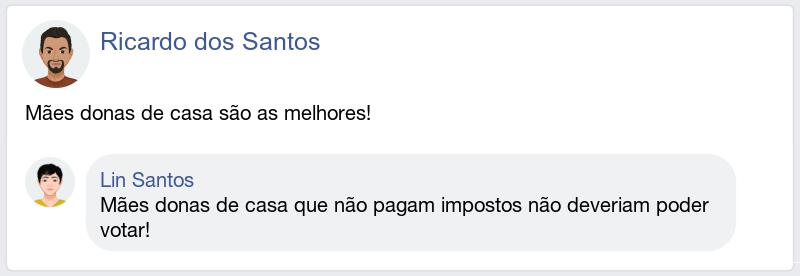 Ricardo dos Santos
Mães donas de casa são as melhores!
Lin Santos
Mães donas de casa que não pagam impostos não deveriam poder
votar!